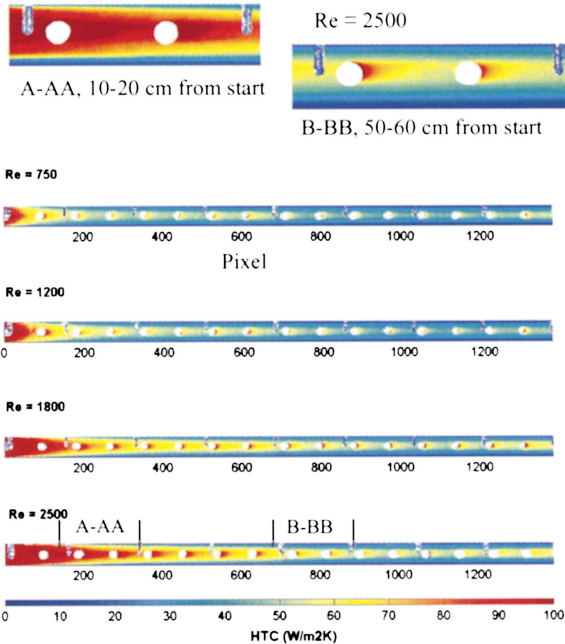 Re = 2500
A-AA, 10-20 cm from start
B-BB, 50-60 cm from start
Re = 750
200 400 600 800 1000 1200
Pixel
Re = 1200
0 200 400 600 800 1000 1200
Re = 1800
200 400 600 800 1000 1200
Re = 2500
A-AA B-BB
200 400 600 800 1000 1200
0 10 20 30 40 50 60 70 80 90 100
HTC (W/m2K)